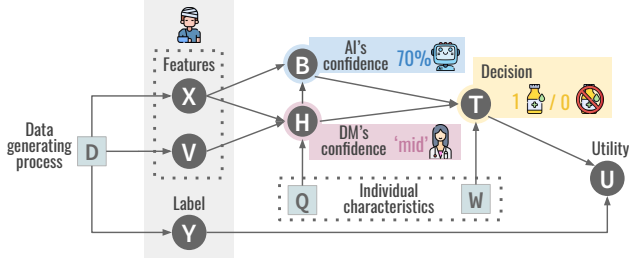 AI's
confidence
70%
B
Features
Decision
X
1 / 0
T
H
DM's
confidence
'mid'
Data
generating
process
D
V
Utility
U
Individual
characteristics
Q
W
Label
Y